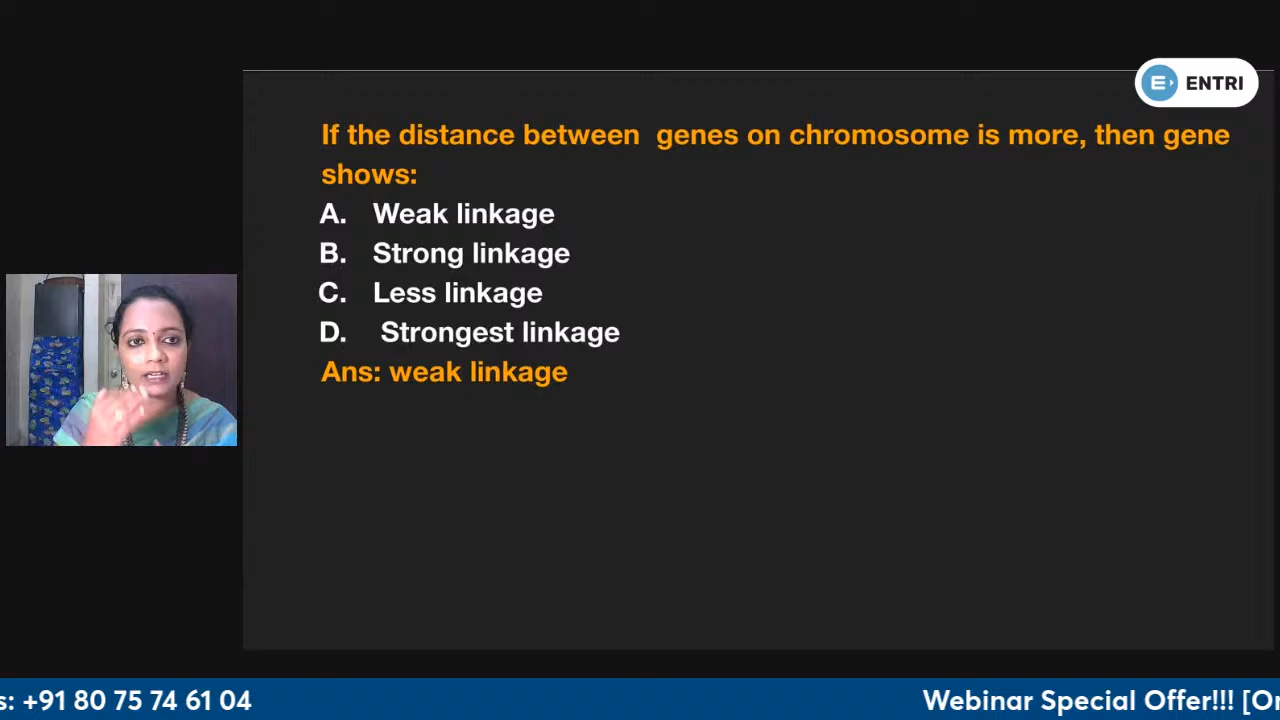 ENTRI
If the distance between genes on chromosome is more, then gene
shows:
A. Weak linkage
B. Strong linkage
C. Less linkage
D. Strongest linkage
Ans: weak linkage
s: +91 80 75 74 61 04
Webinar Special Offer!!! [Or